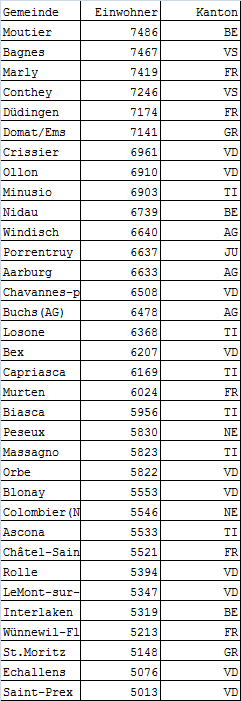 Gemeinde Einwohner Kanton
Moutier 7486 BE
Bagnes 7467 VS
Marly 7419 FR
Conthey 7246 VS
Düdingen 7174 FR
Domat/Ems 7141 GR
Crissier 6961 VD
Ollon 6910 VD
Minusio 6903 TI
Nidau 6739 BE
Windisch 6640 AG
Porrentruy 6637 JU
Aarburg 6633 AG
Chavannes-p 6508 VD
Buchs(AG) 6478 AG
Losone 6368 TI
Bex 6207 VD
Capriasca 6169 TI
Murten 6024 FR
Biasca 5956 TI
Peseux 5830 NE
Massagno 5823 TI
Orbe 5822 VD
Blonay 5553 VD
Colombier(N 5546 NE
Ascona 5533 TI
Châtel-Sain 5521 FR
Rolle 5394 VD
LeMont-sur- 5347 VD
Interlaken 5319 BE
Wünnewil-Fl 5213 FR
St.Moritz 5148 GR
Echallens 5076 VD
Saint-Prex 5013 VD